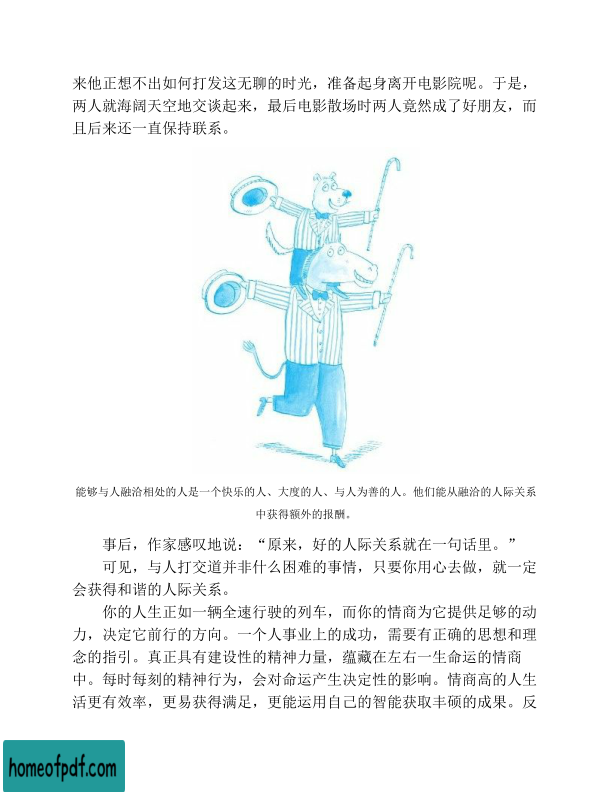 来他正想不出如何打发这无聊的时光，准备起身离开电影院呢。于是，
两人就海阔天空地交谈起来，最后电影散场时两人竟然成了好朋友，而
且后来还一直保持联系。
能够与人融洽相处的人是一个快乐的人、大度的人、与人为善的人。他们能从融洽的人际关系
中获得额外的报酬。
事后，作家感叹地说：“原来，好的人际关系就在一句话里。”
可见，与人打交道并非什么困难的事情，只要你用心去做，就一定
会获得和谐的人际关系。
你的人生正如一辆全速行驶的列车，而你的情商为它提供足够的动
力，决定它前行的方向。一个人事业上的成功，需要有正确的思想和理
念的指引。真正具有建设性的精神力量，蕴藏在左右一生命运的情商
中。每时每刻的精神行为，会对命运产生决定性的影响。情商高的人生
活更有效率，更易获得满足，更能运用自己的智能获取丰硕的成果。反
homeofpdf.com